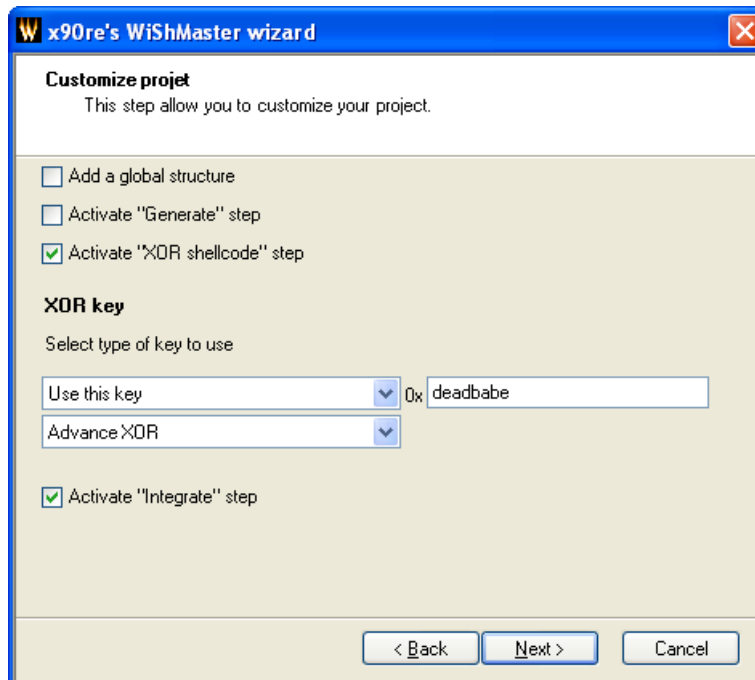 W x90re's WiShMaster wizard
Customize projet
This step allow you to customize your project.
Add a global structure
Activate "Generate" step
Activate "XOR shellcode" step
XOR key
Select type of key to use
Use this key 0x deadbabe
Advance XOR
Activate "Integrate" step
< Back Next > Cancel